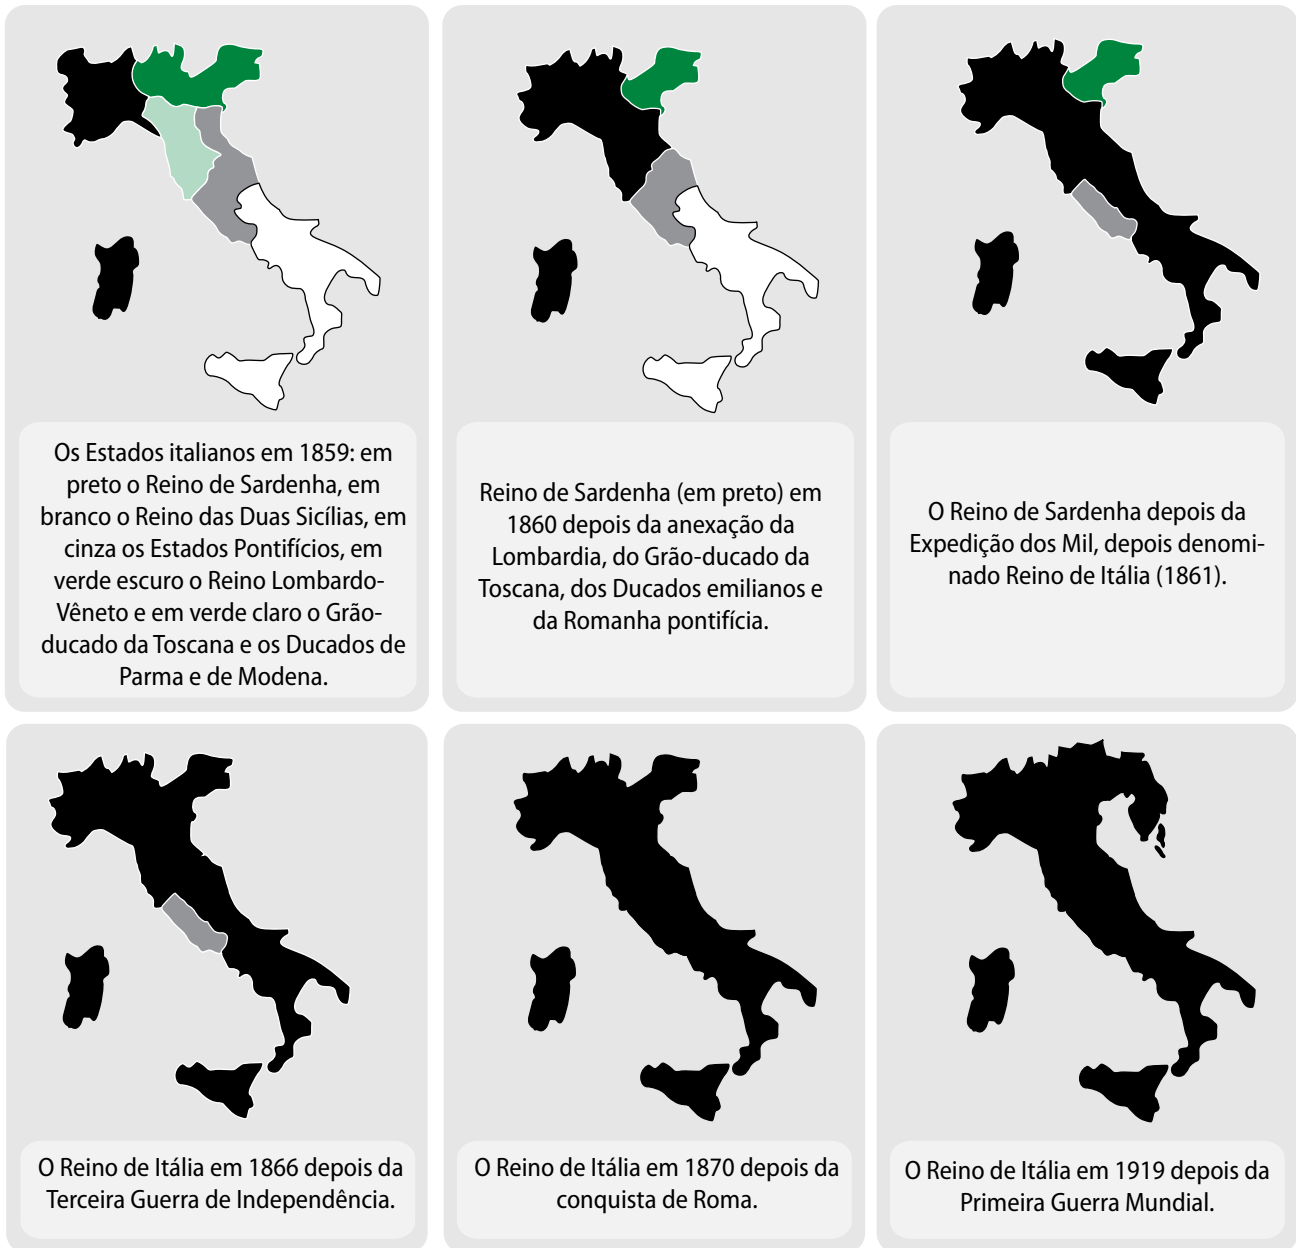 Os Estados italianos em 1859: em
preto o Reino de Sardenha, em
branco o Reino das Duas Sicílias, em
cinza os Estados Pontifícios, em
verde escuro o Reino Lombardo-
Vêneto e em verde claro o Grão-
ducado da Toscana e os Ducados de
Parma e de Modena.
Reino de Sardenha (em preto) em
1860 depois da anexação da
Lombardia, do Grão-ducado da
Toscana, dos Ducados emilianos e
da Romanha pontifícia.
O Reino de Sardenha depois da
Expedição dos Mil, depois denomi-
nado Reino de Itália (1861).
O Reino de Itália em 1866 depois da
Terceira Guerra de Independência.
O Reino de Itália em 1870 depois da
conquista de Roma.
O Reino de Itália em 1919 depois da
Primeira Guerra Mundial.